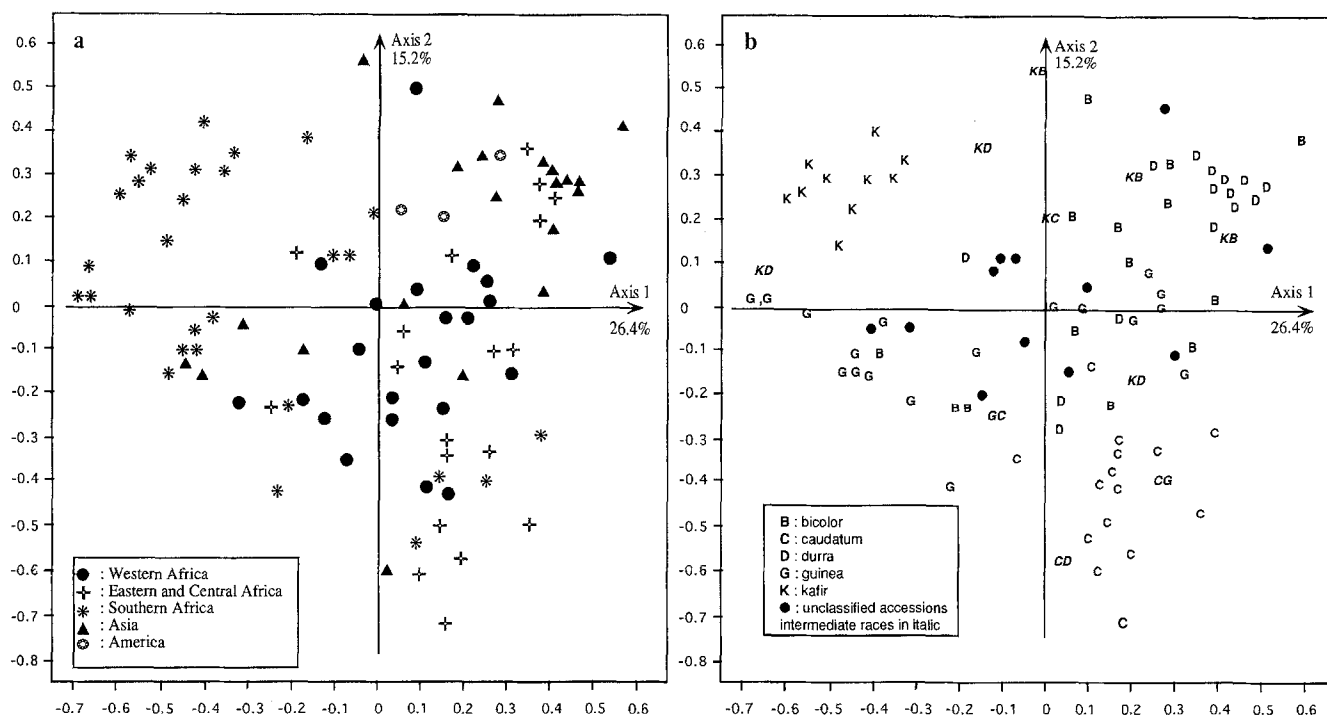 a
Axis 2
15.2%
0.6
0.5
0.4
0.3
0.2
0.1
0
-0.1
-0.2
-0.3
-0.4
-0.5
-0.6
-0.7
-0.8
Axis 1
26.4%
: Western Africa
: Eastern and Central Africa
: Southern Africa
: Asia
: America
-0.7 -0.6 -0.5 -0.4 -0.3 -0.2 -0.1 0 0.1 0.2 0.3 0.4 0.5 0.6
b
Axis 2
15.2%
0.6
0.5
0.4
0.3
0.2
0.1
0
-0.1
-0.2
-0.3
-0.4
-0.5
-0.6
-0.7
-0.8
KB
B
K
KD
B
K
K
D
K
D
B
D
K
K
K
KB
D
D
D
K
D
D
D
K
B
D
D
K
KC
B
B
D
K
KB
D
B
KD
G
G ,G
G
B
G
G
G
G
D
G
G
B
G
B
G
B
C
G
G
G
KD
G
G
D
B
B
B
GC
D
C
C
C
C
C
C
CG
G
C
C
C
C
C
C
CD
C
C
Axis 1
26.4%
B : bicolor
C : caudatum
D : durra
G : guinea
K : kafir
: unclassified accessions
intermediate races in italic
-0.7 -0.6 -0.5 -0.4 -0.3 -0.2 -0.1 0 0.1 0.2 0.3 0.4 0.5 0.6